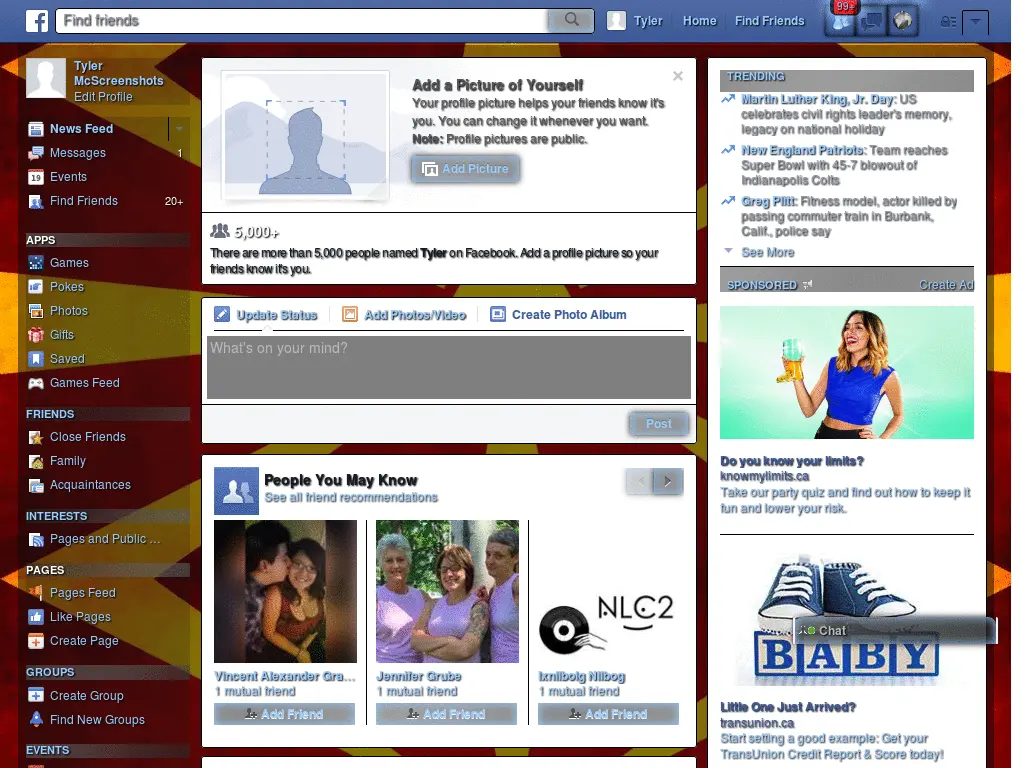 Find friends
Tyler
Home
Find Friends
99+
Tyler
McScreenshots
Edit Profile
News Feed
Messages 1
Events
Find Friends 20+
APPS
Games
Pokes
Photos
Gifts
Saved
Games Feed
FRIENDS
Close Friends
Family
Acquaintances
INTERESTS
Pages and Public ...
PAGES
Pages Feed
Like Pages
Create Page
GROUPS
Create Group
Find New Groups
EVENTS
Add a Picture of Yourself
Your profile picture helps your friends know it's
you. You can change it whenever you want.
Note: Profile pictures are public.
Add Picture
5,000+
There are more than 5,000 people named Tyler on Facebook. Add a profile picture so your
friends know it's you.
Update Status
Add Photos/Video
Create Photo Album
What's on your mind?
Post
People You May Know
See all friend recommendations
NLC2
Vincent Alexander Gra...
1 mutual friend
Add Friend
Jennifer Grube
1 mutual friend
Add Friend
Ixnilbolg Nilbog
1 mutual friend
Add Friend
TRENDING
Martin Luther King, Jr. Day: US
celebrates civil rights leader's memory,
legacy on national holiday
New England Patriots: Team reaches
Super Bowl with 45-7 blowout of
Indianapolis Colts
Greg Plitt: Fitness model, actor killed by
passing commuter train in Burbank,
Calif., police say
See More
SPONSORED
Create Ad
Do you know your limits?
knowmylimits.ca
Take our party quiz and find out how to keep it
fun and lower your risk.
Chat
BABY
Little One Just Arrived?
transunion.ca
Start setting a good example: Get your
TransUnion Credit Report & Score today!